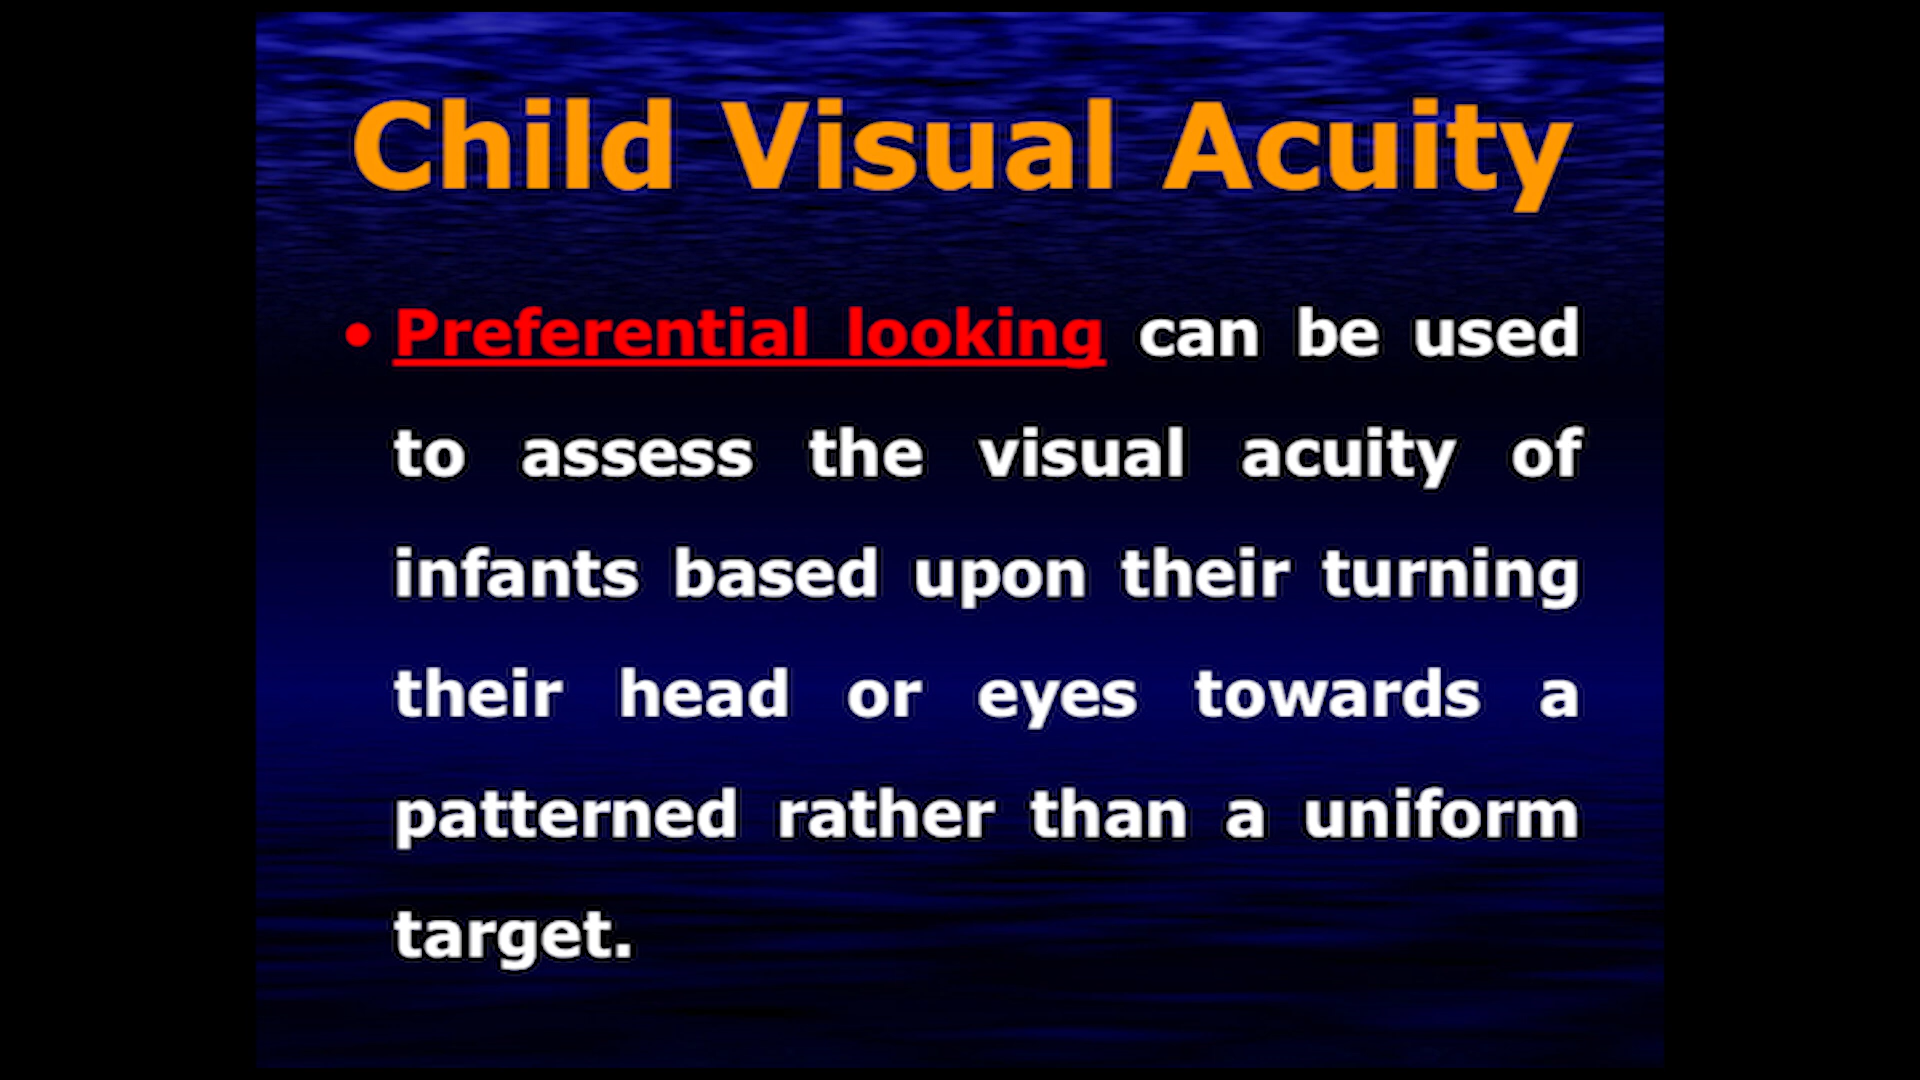 Child Visual Acuity
• Preferential looking can be used
to assess the visual acuity of
infants based upon their turning
their head or eyes towards a
patterned rather than a uniform
target.